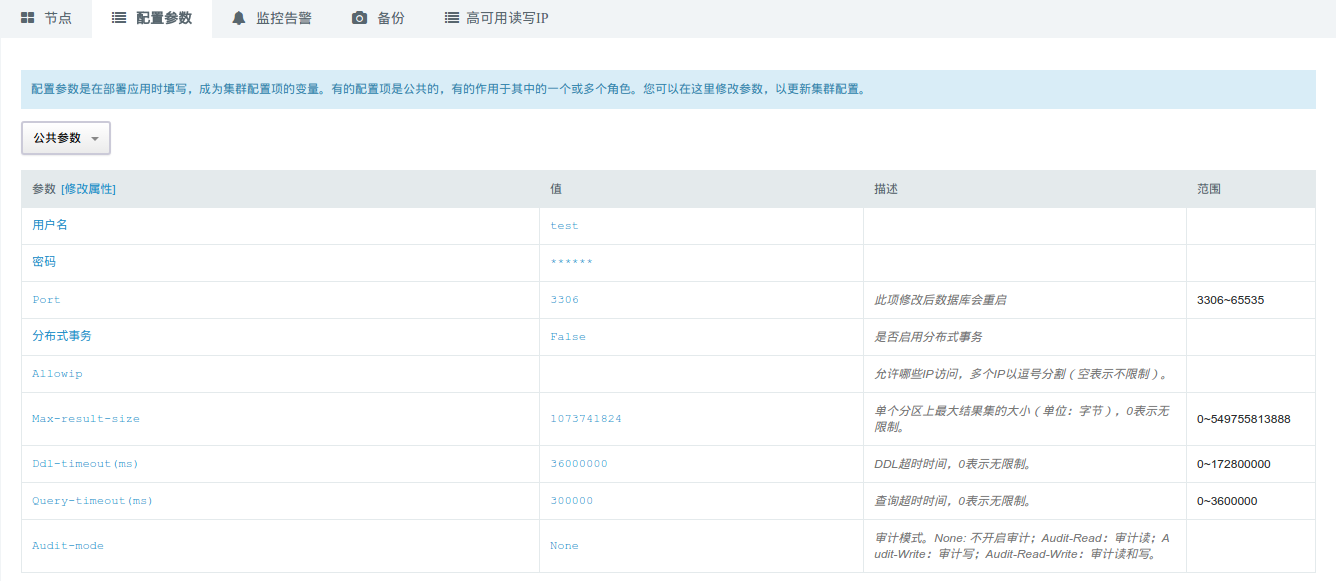 节点 配置参数 监控告警 备份 高可用读写IP
配置参数是在部署应用时填写，成为集群配置项的变量。有的配置项是公共的，有的作用于其中的一个或多个角色。您可以在这里修改参数，以更新集群配置。
公共参数
参数 [修改属性] 值 描述 范围
用户名 test
密码 ******
Port 3306 此项修改后数据库会重启 3306~65535
分布式事务 False 是否启用分布式事务
Allowip 允许哪些IP访问，多个IP以逗号分割（空表示不限制）。
Max-result-size 1073741824 单个分区上最大结果集的大小（单位：字节），0表示无 0~549755813888
限制。
Ddl-timeout(ms) 36000000 DDL超时时间，0表示无限制。 0~172800000
Query-timeout(ms) 300000 查询超时时间，0表示无限制。 0~3600000
Audit-mode None 审计模式。None: 不开启审计；Audit-Read：审计读；A
udit-Write：审计写；Audit-Read-Write：审计读和写。